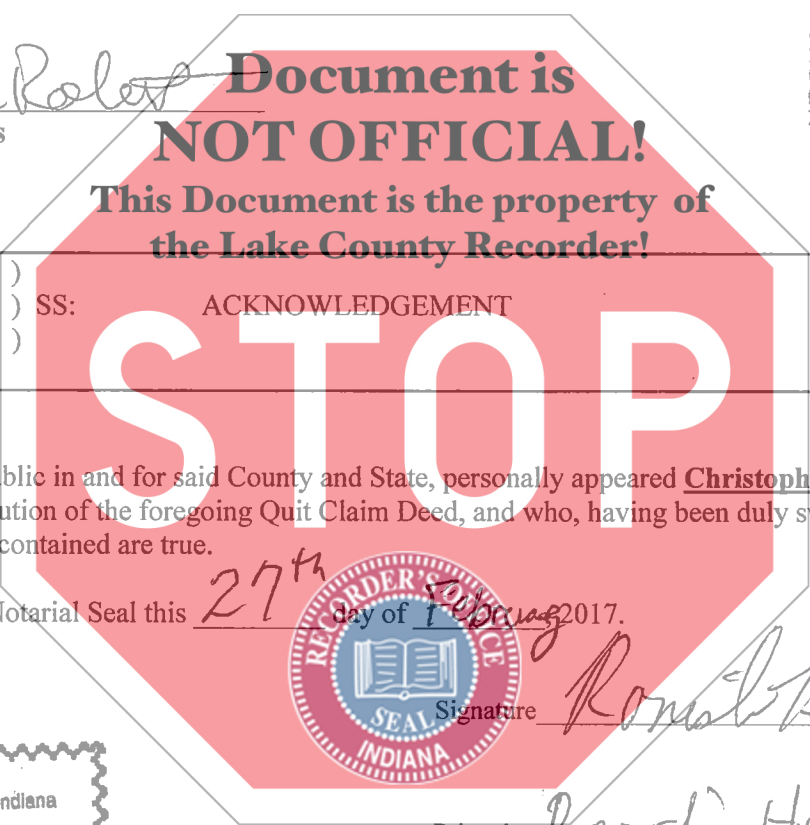 Document is
NOT OFFICIAL!
This Document is the property of
the Lake County Recorder!
)
) SS: ACKNOWLEDGEMENT
)
STOP
blic in and for said County and State, personally appeared Christoph
ution of the foregoing Quit Claim Deed, and who, having been duly s
contained are true.
Notarial Seal this 27th day of February 2017.
RECORDER'S OFFICE
SEAL
INDIANA
Signature
ndiana